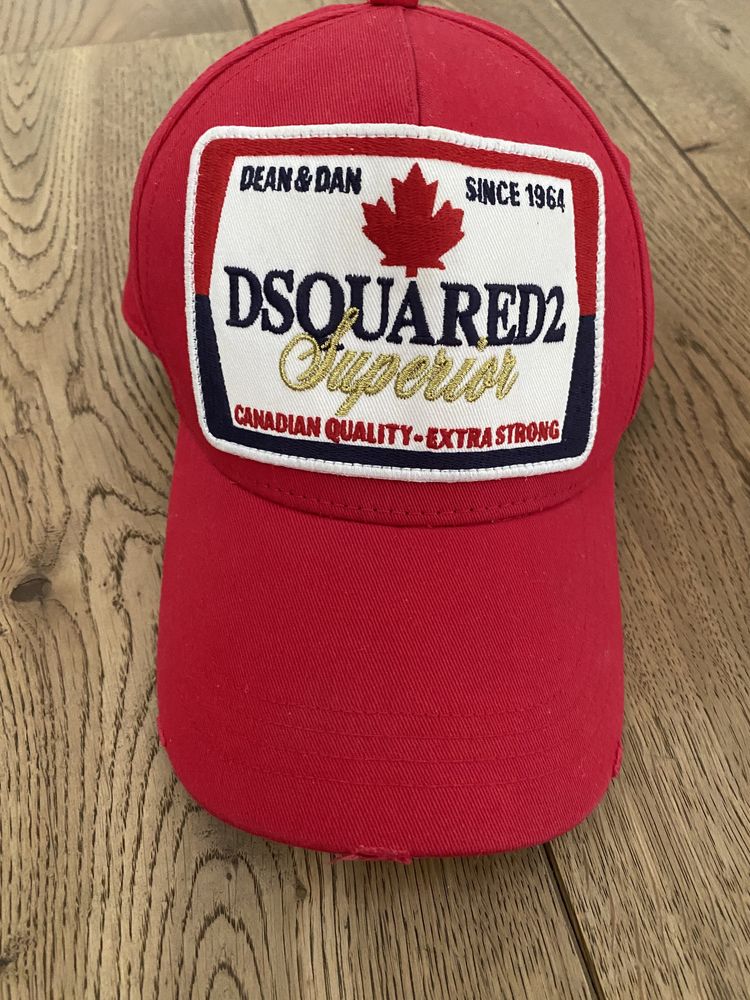 DEAN & DAN SINCE 1964
DSQUARED2
Superior
CANADIAN QUALITY-EXTRA STRONG